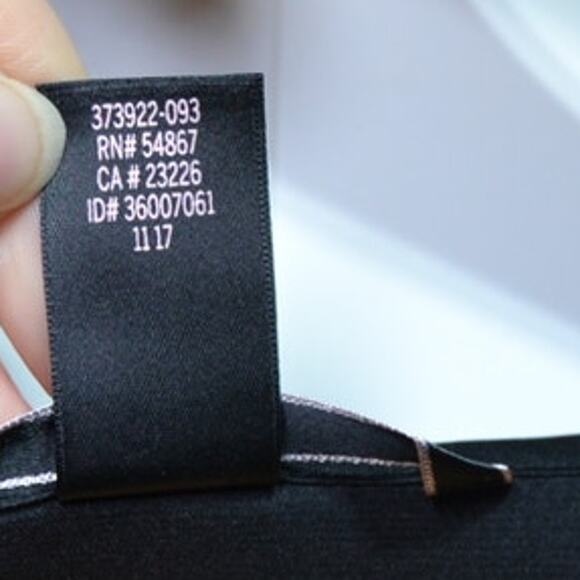 373922-093
RN# 54867
CA # 23226
ID# 36007061
11 17